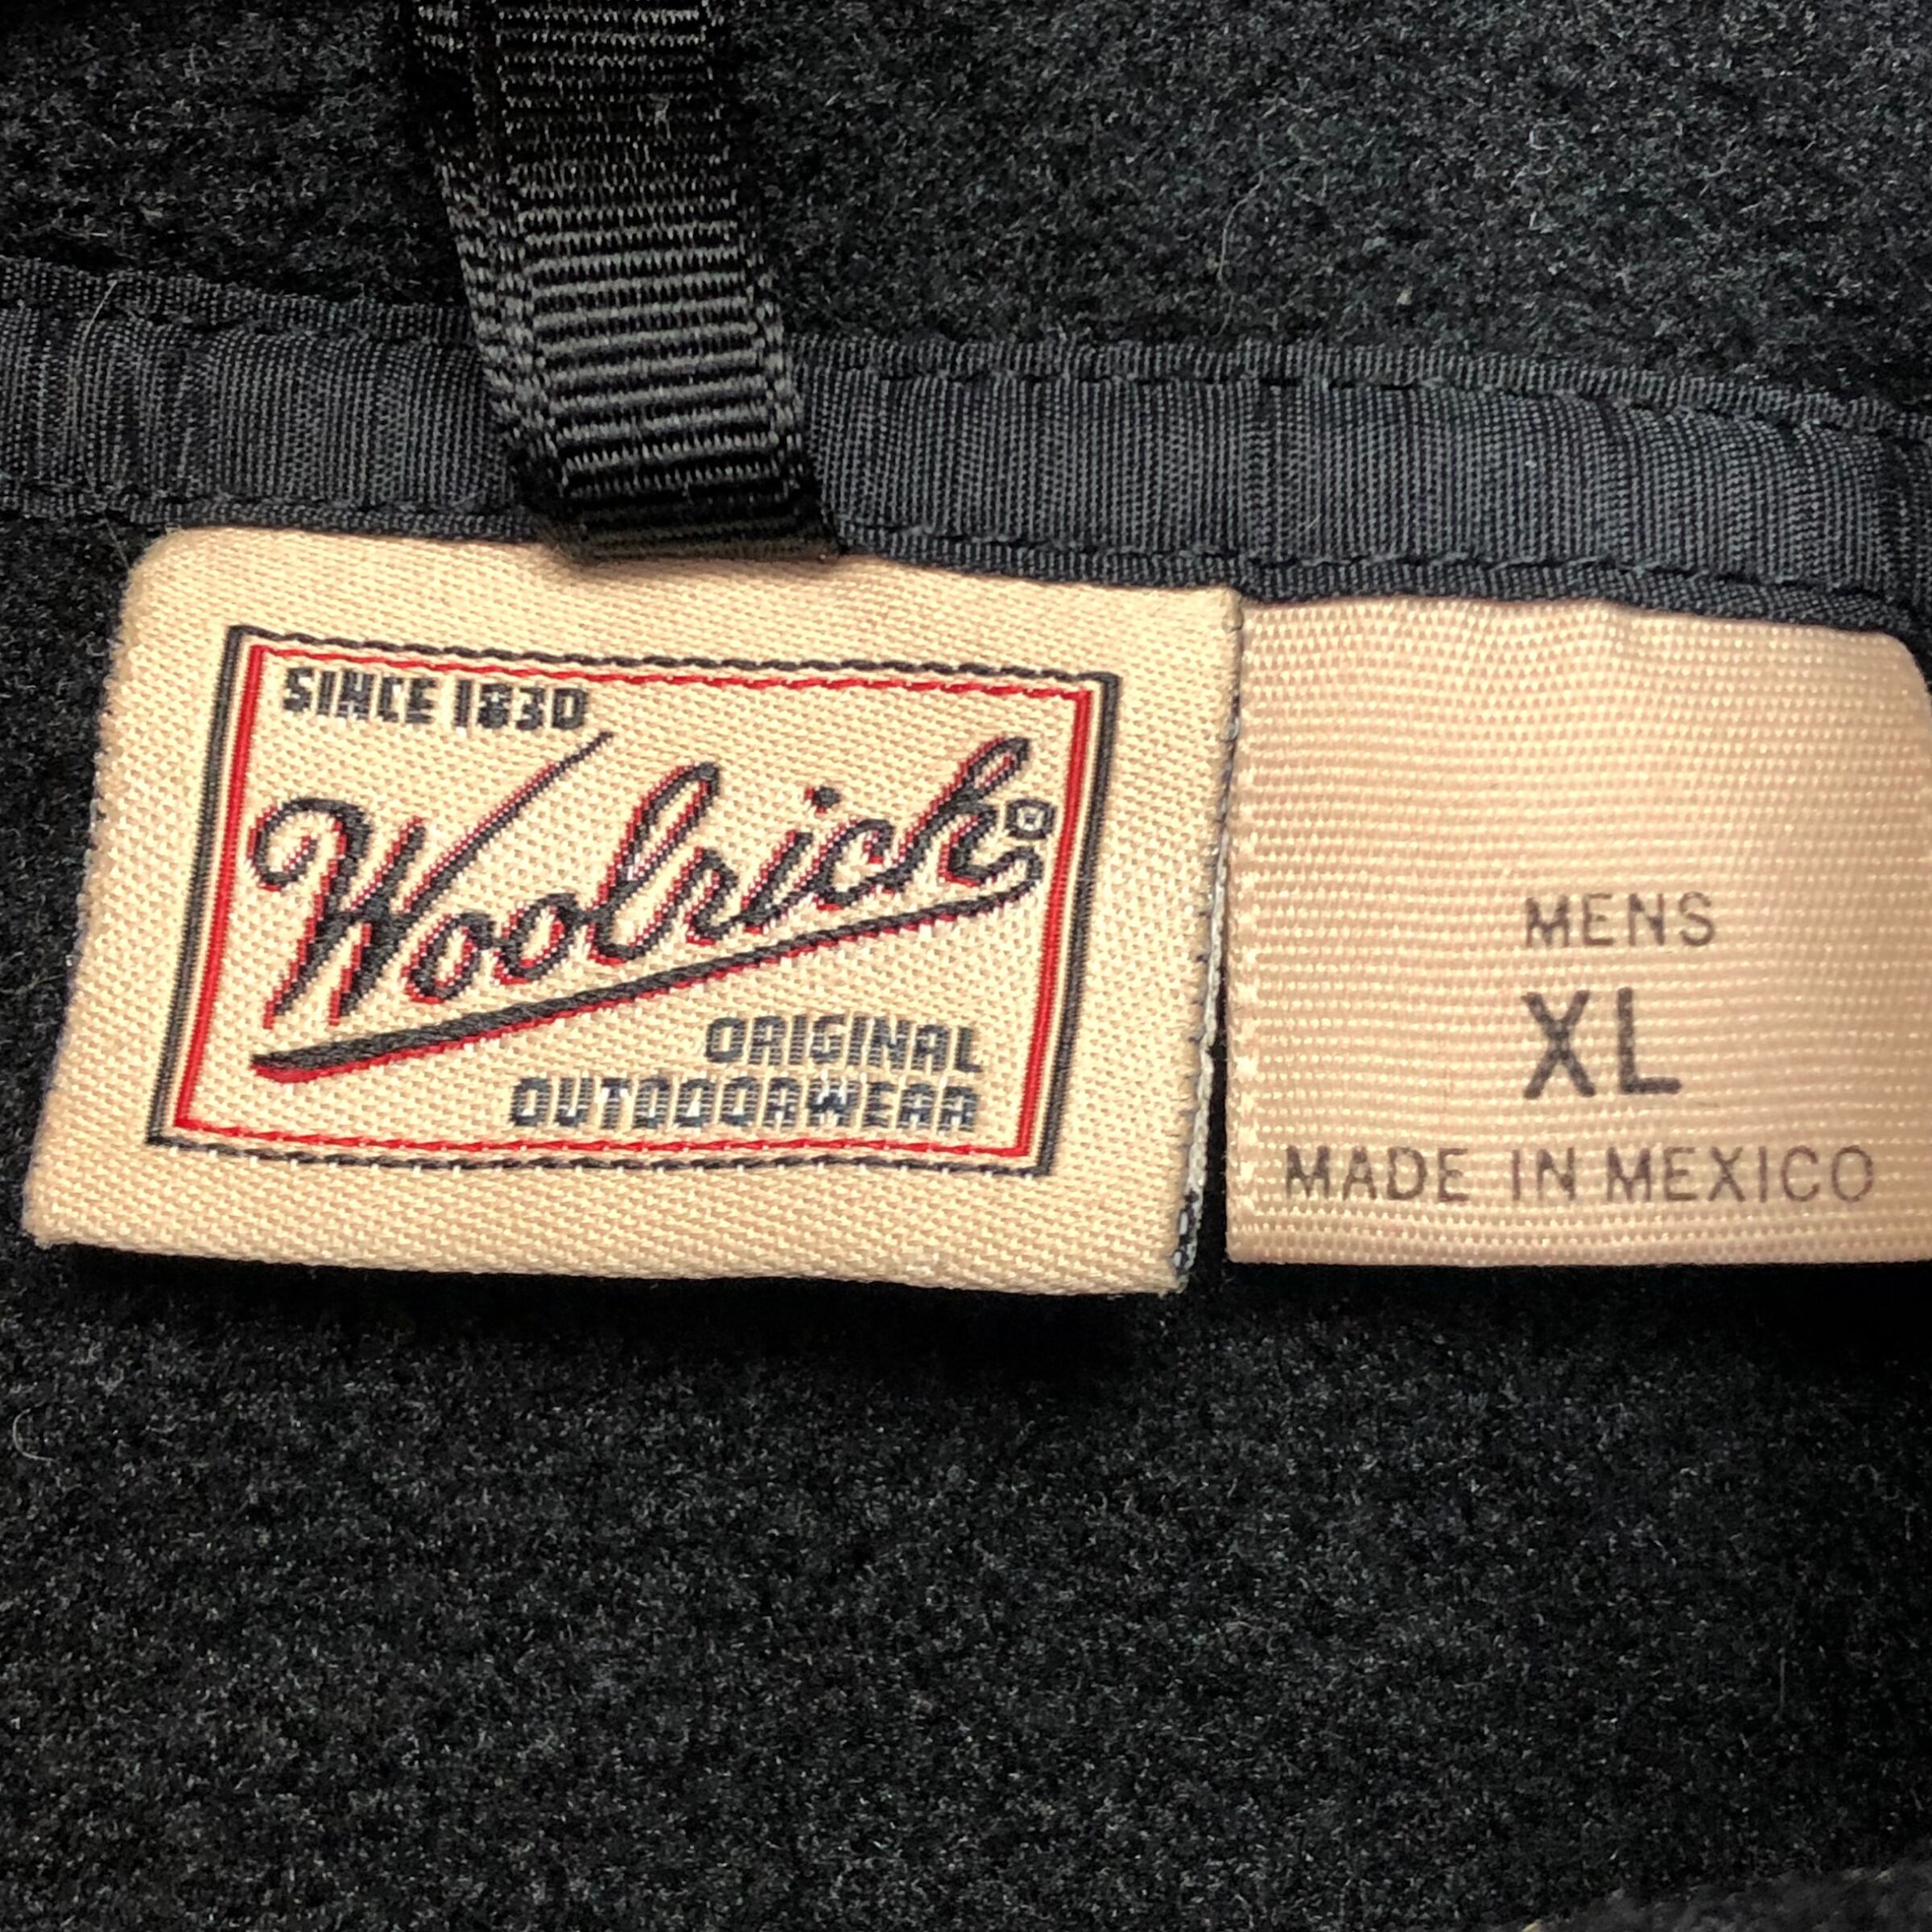 SINCE 1830
Woolrich®
ORIGINAL
OUTDOORWEAR
MENS
XL
MADE IN MEXICO